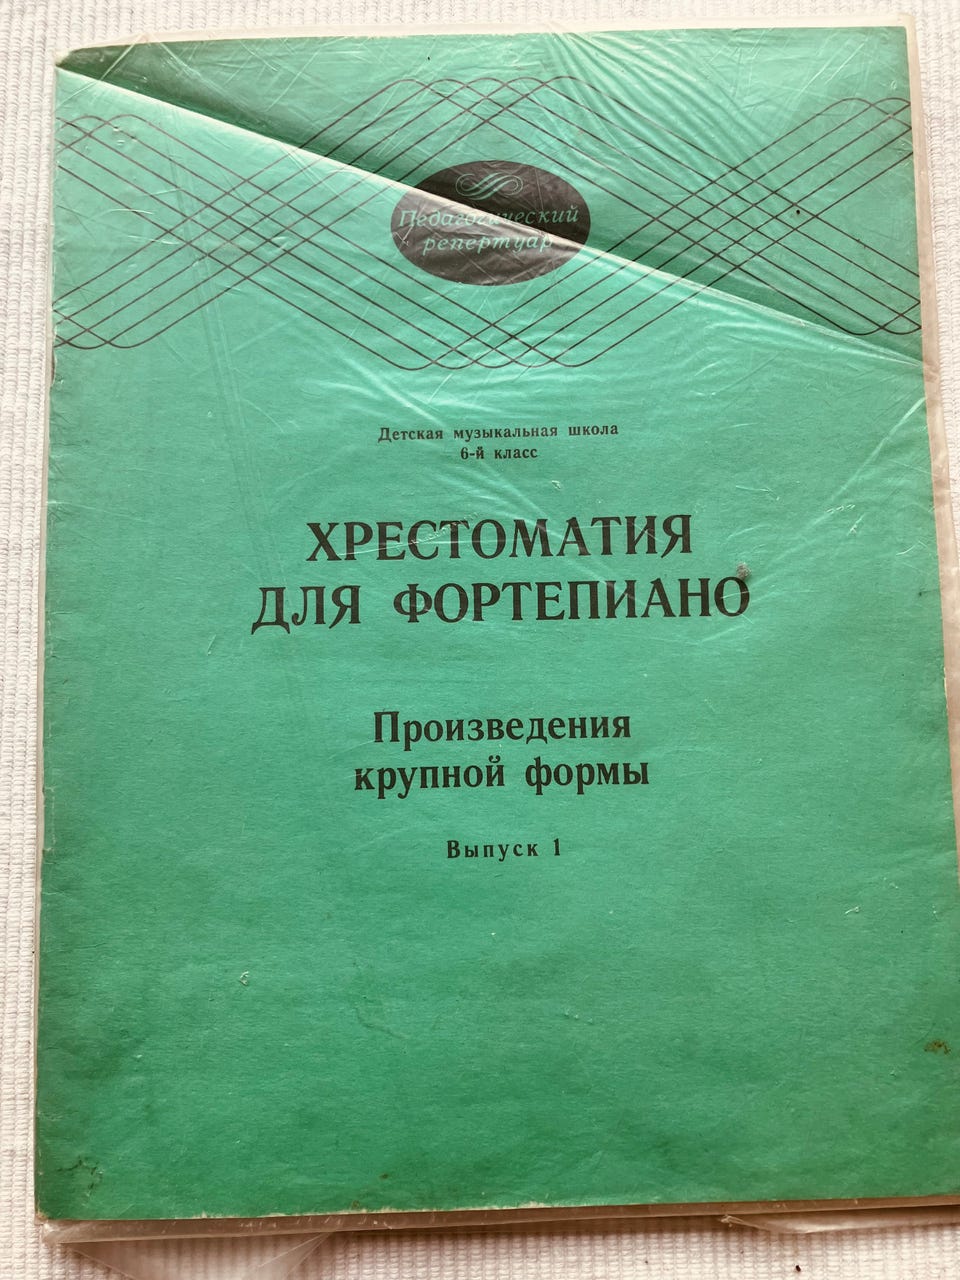 Педагогический
репертуар
Детская музыкальная школа
6-й класс
ХРЕСТОМАТИЯ
ДЛЯ ФОРТЕПИАНО
Произведения
крупной формы
Выпуск 1